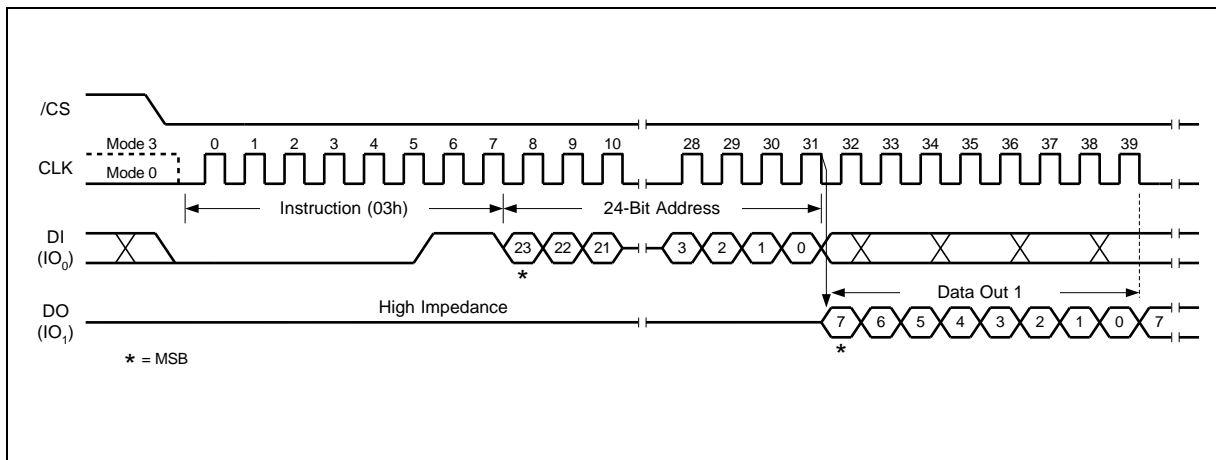 /CS
Mode 3 0 1 2 3 4 5 6 7 8 9 10 28 29 30 31 32 33 34 35 36 37 38 39
CLK
Mode 0
Instruction (03h) 24-Bit Address
DI
(IO0) 23 22 21 3 2 1 0
*
High Impedance Data Out 1
DO
(IO1) 7 6 5 4 3 2 1 0 7
*
* = MSB